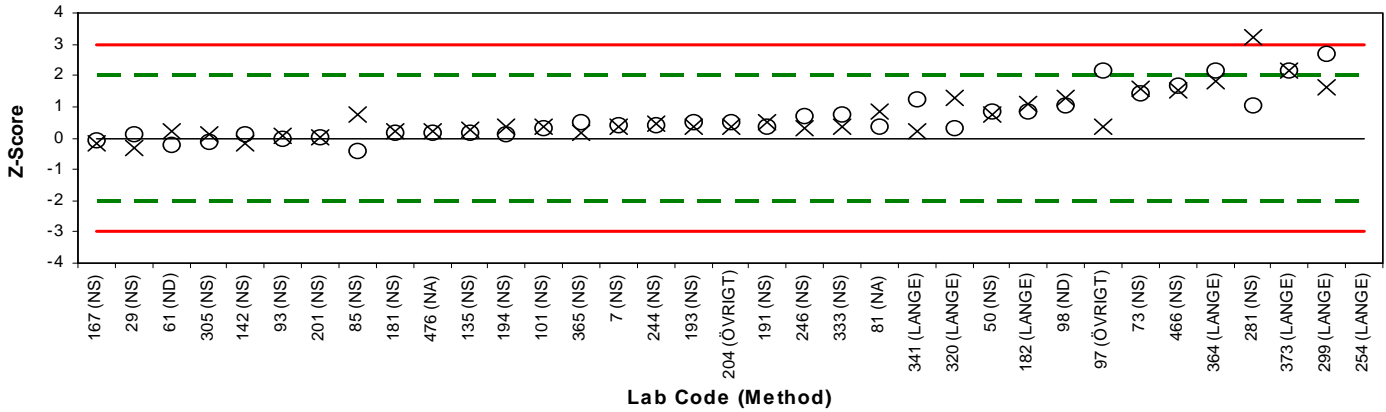 4
3
2
1
0
-1
-2
-3
-4
Z-Score
167 (NS)
29 (NS)
61 (ND)
305 (NS)
142 (NS)
93 (NS)
201 (NS)
85 (NS)
181 (NS)
476 (NA)
135 (NS)
194 (NS)
101 (NS)
365 (NS)
7 (NS)
244 (NS)
193 (NS)
204 (ÖVRIGT)
191 (NS)
246 (NS)
333 (NS)
81 (NA)
341 (LANGE)
320 (LANGE)
50 (NS)
182 (LANGE)
98 (ND)
97 (ÖVRIGT)
73 (NS)
466 (NS)
364 (LANGE)
281 (NS)
373 (LANGE)
299 (LANGE)
254 (LANGE)
Lab Code (Method)